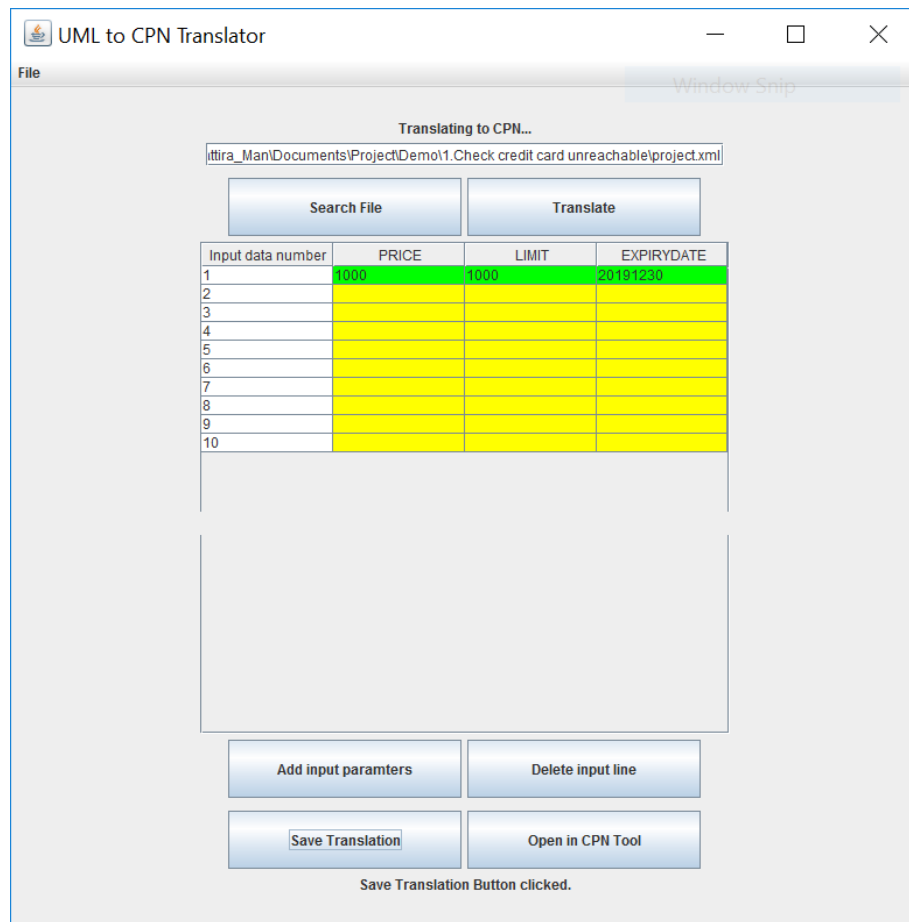 UML to CPN Translator
File
Window Snip
Translating to CPN...
ıttira_Man\Documents\Project\Demo\1.Check credit card unreachable\project.xml
Search File Translate
Input data number PRICE LIMIT EXPIRYDATE
1 1000 1000 20191230
2
3
4
5
6
7
8
9
10
Add input paramters Delete input line
Save Translation Open in CPN Tool
Save Translation Button clicked.